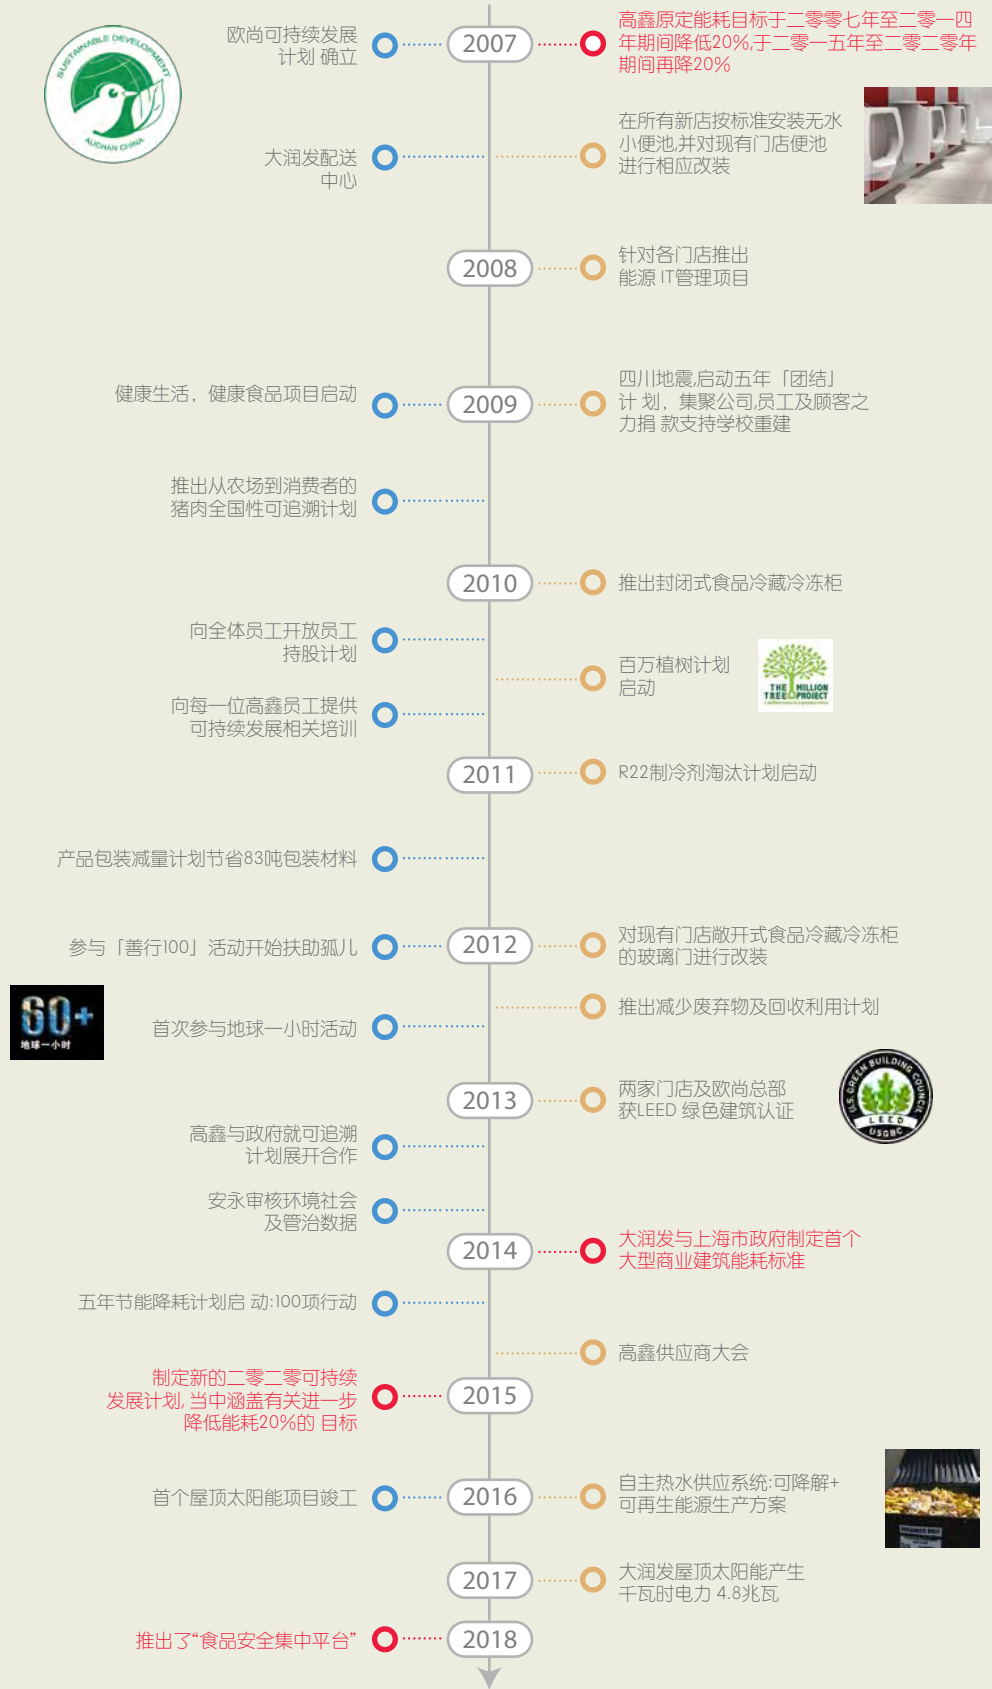 SUSTAINABLE DEVELOPMENT
AUCHAN CHINA
欧尚可持续发展
计划 确立
2007
高鑫原定能耗目标于二零零七年至二零一四
年期间降低20%,于二零一五年至二零二零年
期间再降20%
大润发配送
中心
在所有新店按标准安装无水
小便池,并对现有门店便池
进行相应改装
2008
针对各门店推出
能源 IT管理项目
健康生活，健康食品项目启动
2009
四川地震,启动五年「团结」
计 划，集聚公司,员工及顾客之
力捐 款支持学校重建
推出从农场到消费者的
猪肉全国性可追溯计划
2010
推出封闭式食品冷藏冷冻柜
向全体员工开放员工
持股计划
百万植树计划
启动
THE MILLION
TREE PROJECT
向每一位高鑫员工提供
可持续发展相关培训
2011
R22制冷剂淘汰计划启动
产品包装减量计划节省83吨包装材料
参与「善行100」活动开始扶助孤儿
2012
对现有门店敞开式食品冷藏冷冻柜
的玻璃门进行改装
60+
地球一小时
首次参与地球一小时活动
推出减少废弃物及回收利用计划
2013
两家门店及欧尚总部
获LEED 绿色建筑认证
U.S. GREEN BUILDING COUNCIL
LEED
USGBC
高鑫与政府就可追溯
计划展开合作
安永审核环境社会
及管治数据
2014
大润发与上海市政府制定首个
大型商业建筑能耗标准
五年节能降耗计划启 动:100项行动
高鑫供应商大会
制定新的二零二零可持续
发展计划, 当中涵盖有关进一步
降低能耗20%的 目标
2015
首个屋顶太阳能项目竣工
2016
自主热水供应系统:可降解+
可再生能源生产方案
2017
大润发屋顶太阳能产生
千瓦时电力 4.8兆瓦
推出了“食品安全集中平台”
2018